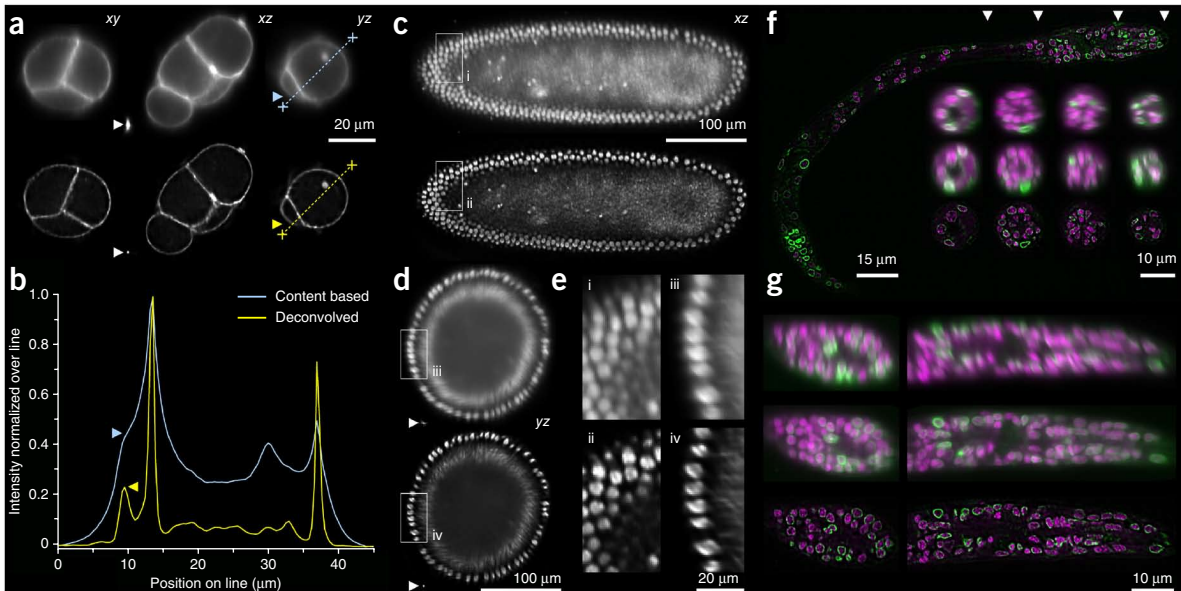 a
xy
xz
yz
20 μm
b
1.0
0.8
0.6
0.4
0.2
0
0
10
20
30
40
Intensity normalized over line
Position on line (μm)
Content based
Deconvolved
c
xz
i
100 μm
ii
d
iii
yz
iv
100 μm
e
i
iii
ii
iv
20 μm
f
15 μm
10 μm
g
10 μm